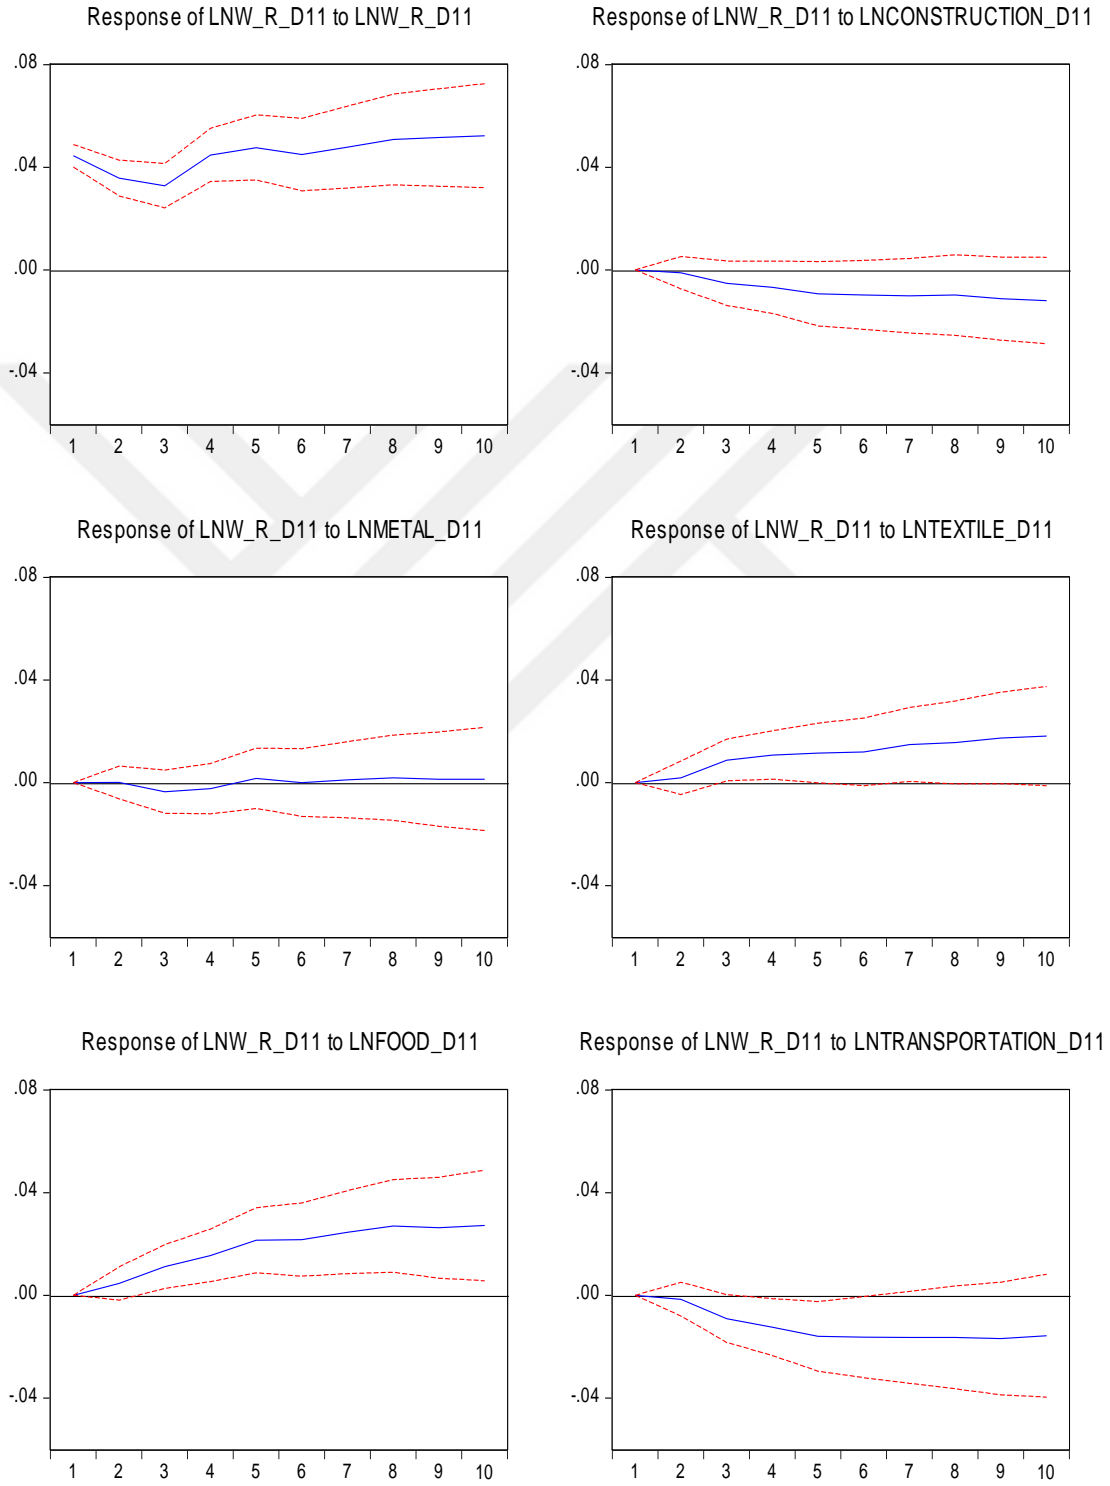 Response of LNW_R_D11 to LNW_R_D11
.08
.04
.00
-.04
1 2 3 4 5 6 7 8 9 10
Response of LNW_R_D11 to LNCONSTRUCTION_D11
.08
.04
.00
-.04
1 2 3 4 5 6 7 8 9 10
Response of LNW_R_D11 to LNMETAL_D11
.08
.04
.00
-.04
1 2 3 4 5 6 7 8 9 10
Response of LNW_R_D11 to LNTEXTILE_D11
.08
.04
.00
-.04
1 2 3 4 5 6 7 8 9 10
Response of LNW_R_D11 to LNFOOD_D11
.08
.04
.00
-.04
1 2 3 4 5 6 7 8 9 10
Response of LNW_R_D11 to LNTRANSPORTATION_D11
.08
.04
.00
-.04
1 2 3 4 5 6 7 8 9 10